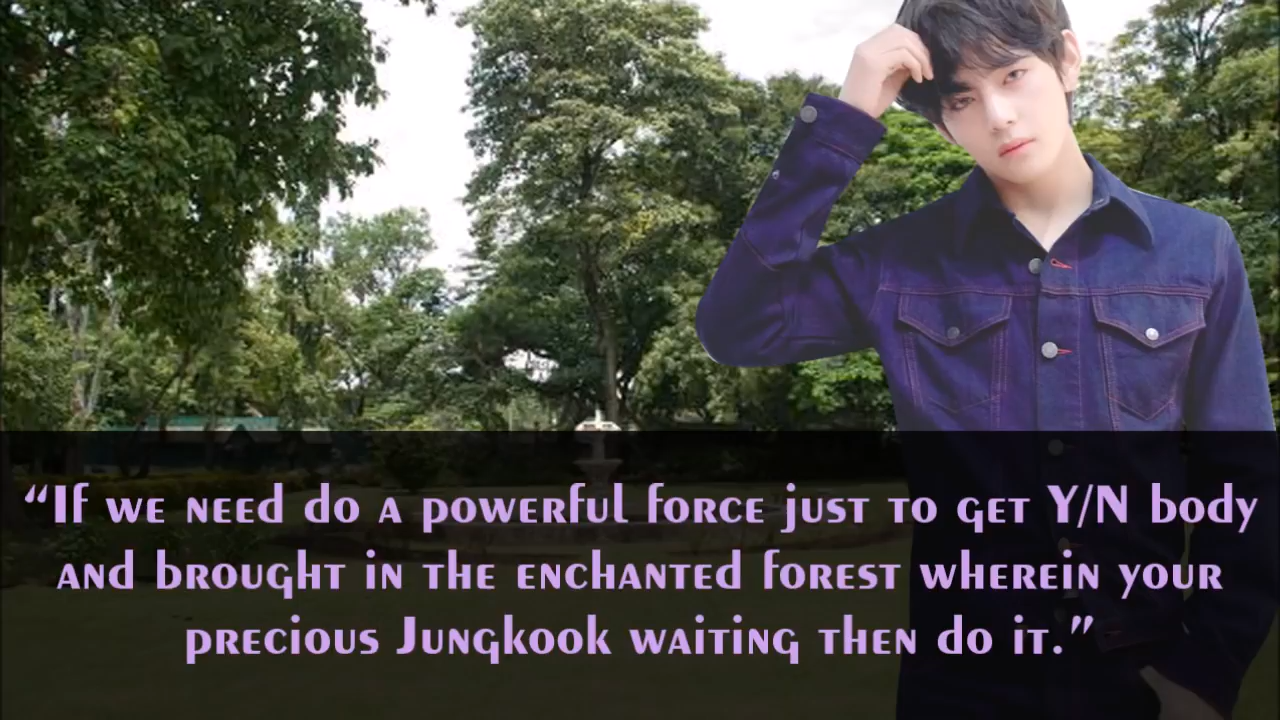 “If we need do a powerful force just to get Y/N body
and brought in the enchanted forest wherein your
precious Jungkook waiting then do it.”